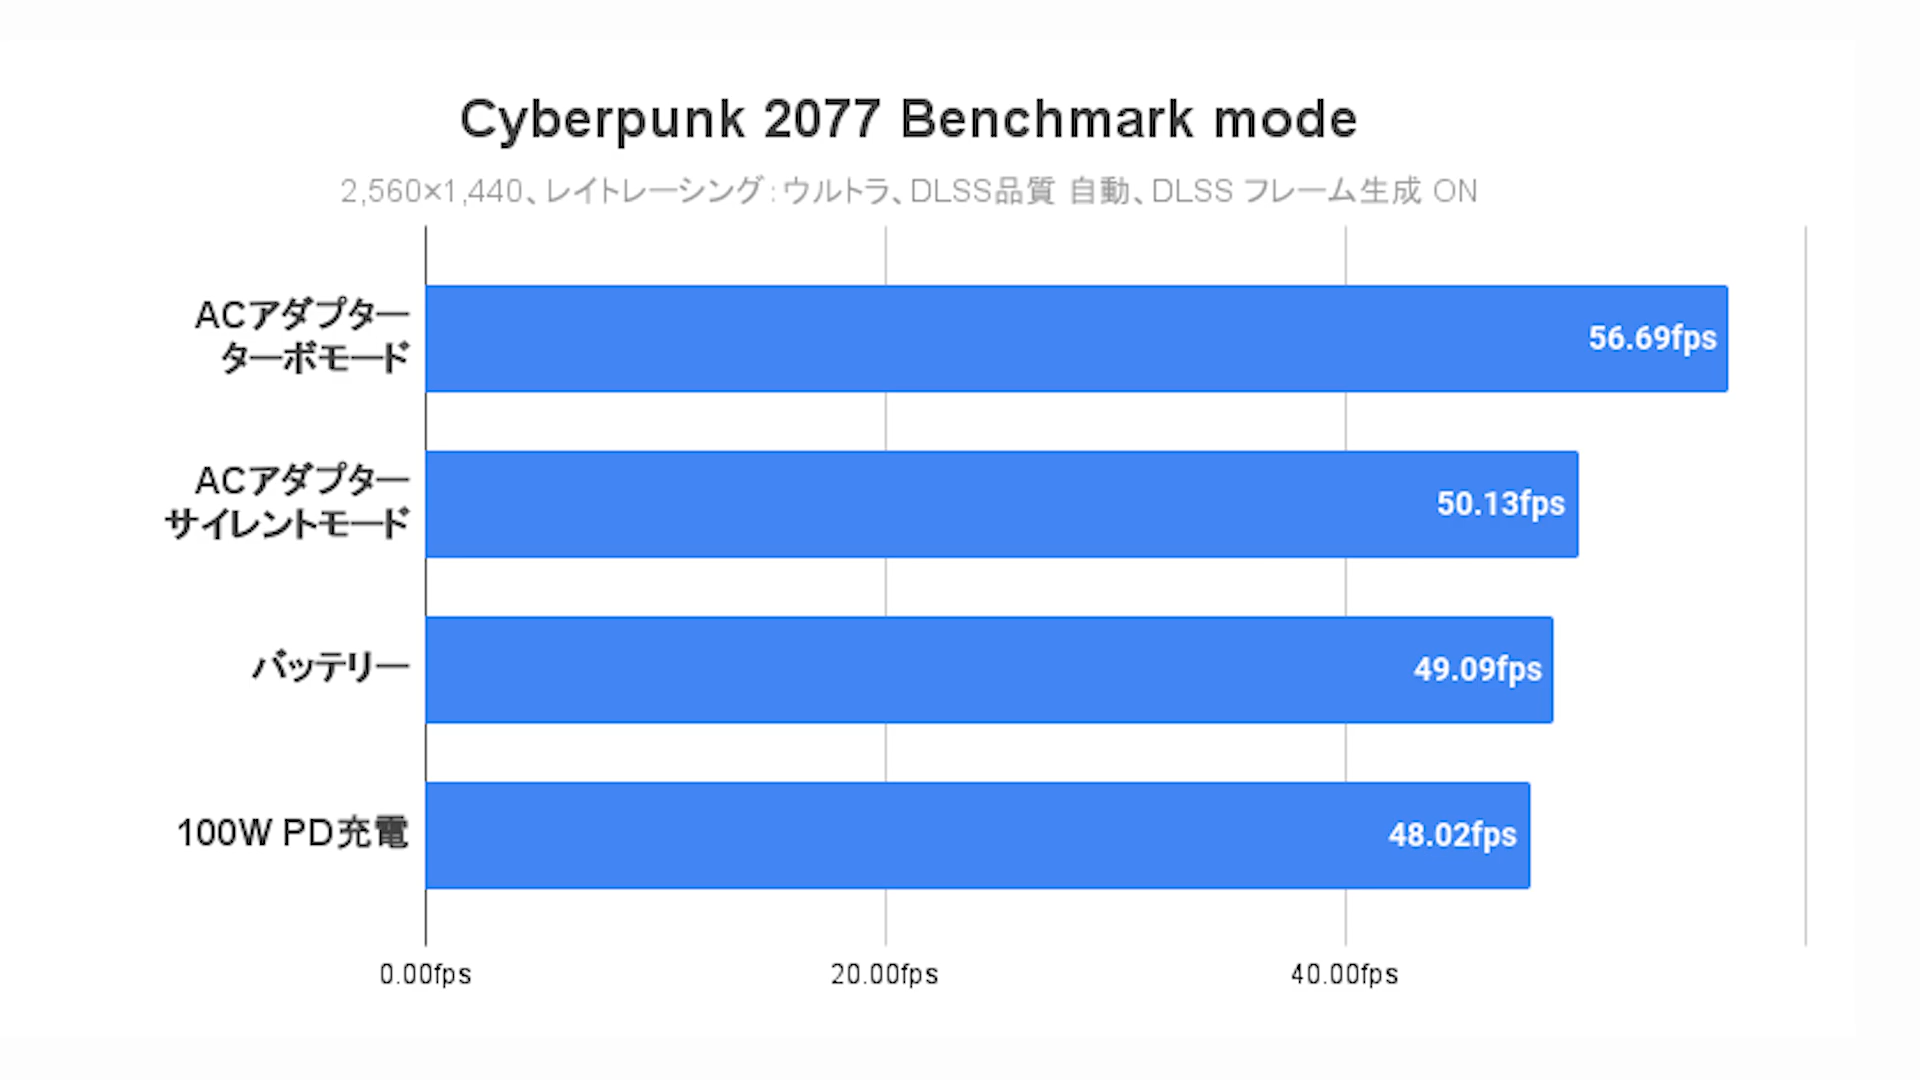 Cyberpunk 2077 Benchmark mode
2,560×1,440、レイトレーシング：ウルトラ、DLSS品質 自動、DLSS フレーム生成 ON
ACアダプター
ターボモード
56.69fps
ACアダプター
サイレントモード
50.13fps
バッテリー
49.09fps
100W PD充電
48.02fps
0.00fps
20.00fps
40.00fps